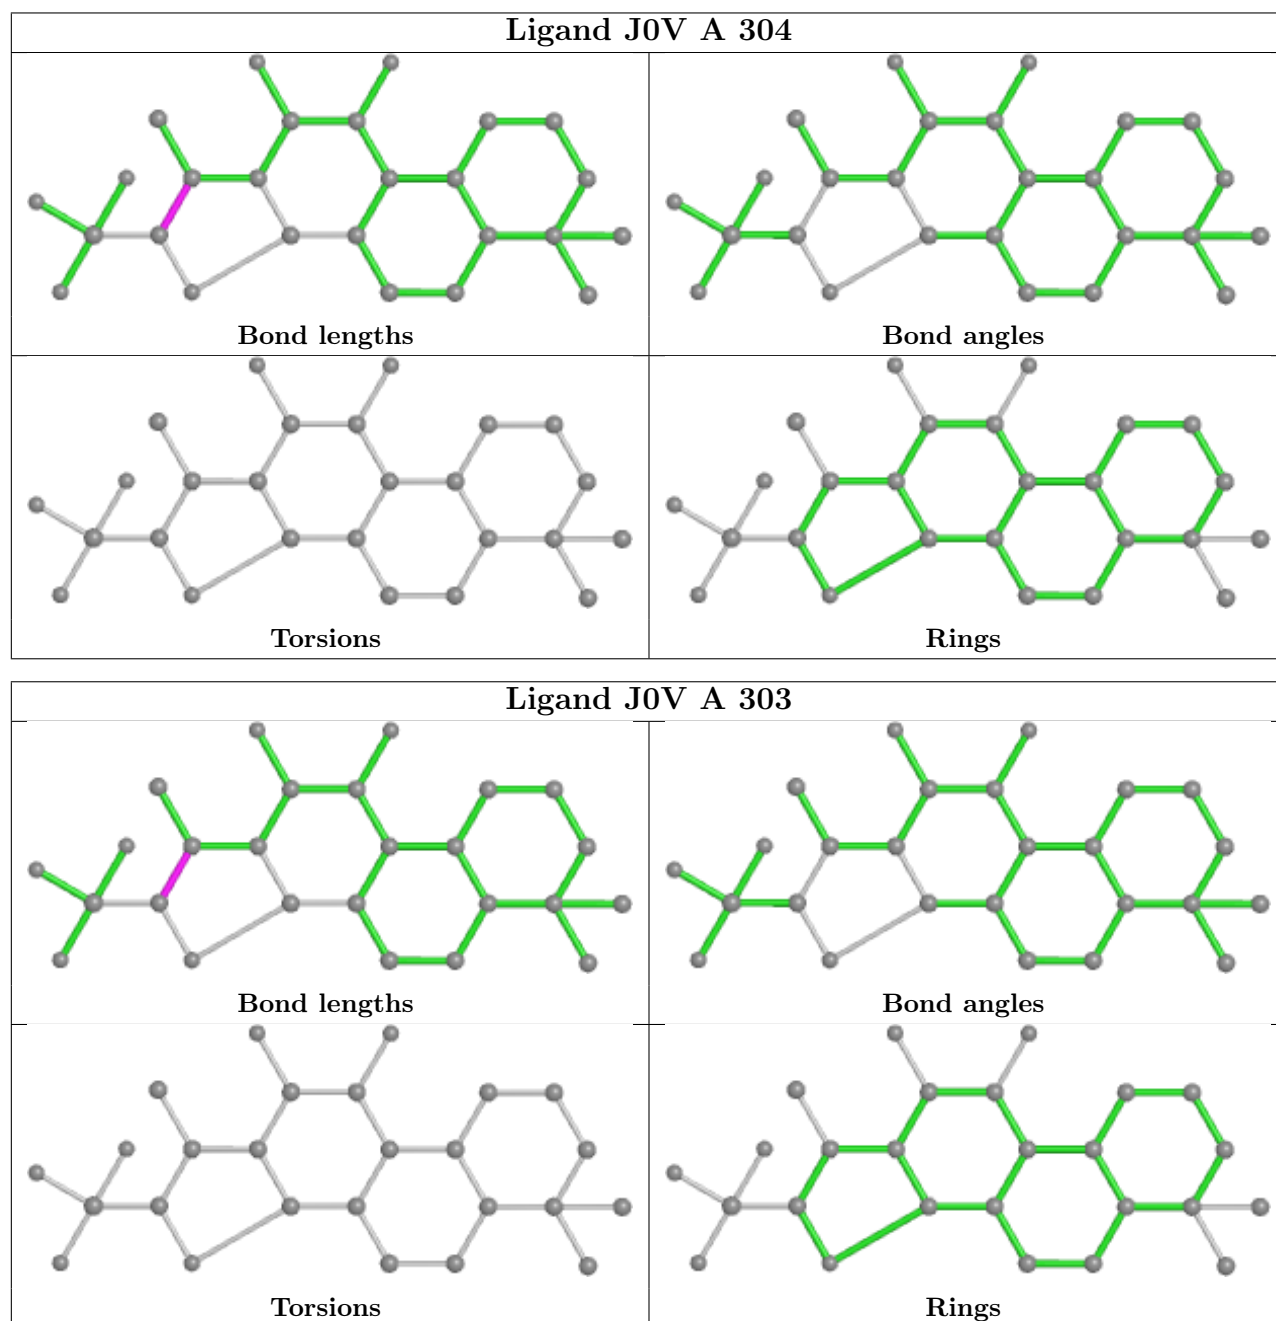 Ligand J0V A 304
Bond lengths
Bond angles
Torsions
Rings
Ligand J0V A 303
Bond lengths
Bond angles
Torsions
Rings